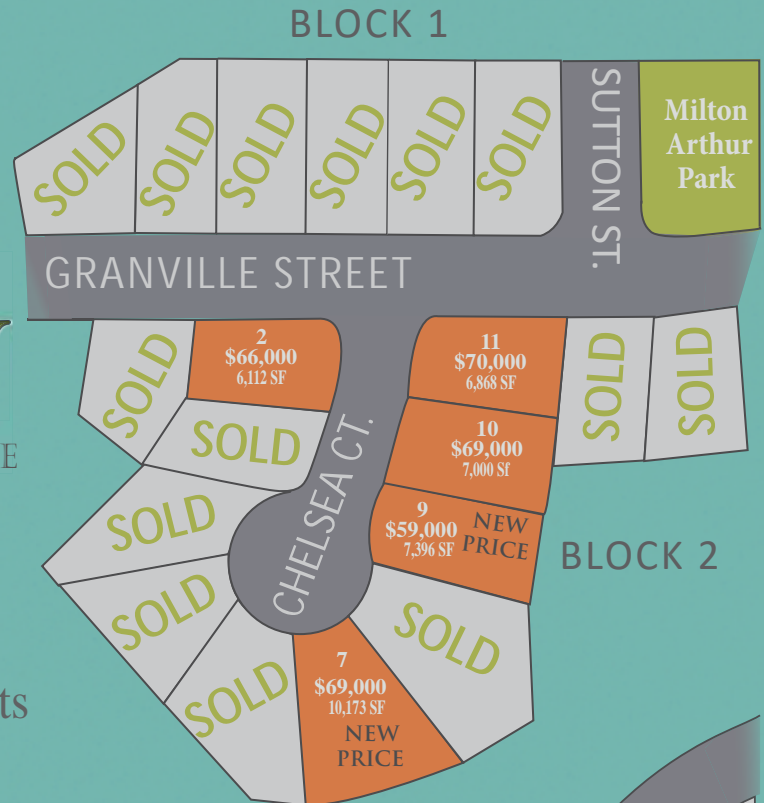 BLOCK 1
SOLD
SOLD
SOLD
SOLD
SOLD
SOLD
SUTTON ST.
Milton
Arthur
Park
GRANVILLE STREET
SOLD
2
$66,000
6,112 SF
11
$70,000
6,868 SF
SOLD
SOLD
SOLD
CHELSEA CT.
10
$69,000
7,000 Sf
SOLD
9
$59,000
7,396 SF
NEW
PRICE
BLOCK 2
SOLD
SOLD
SOLD
7
$69,000
10,173 SF
NEW
PRICE
E
ts